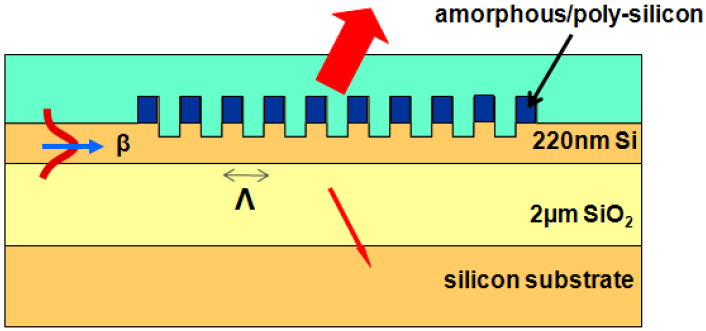 amorphous/poly-silicon
β
220nm Si
Λ
2μm SiO₂
silicon substrate